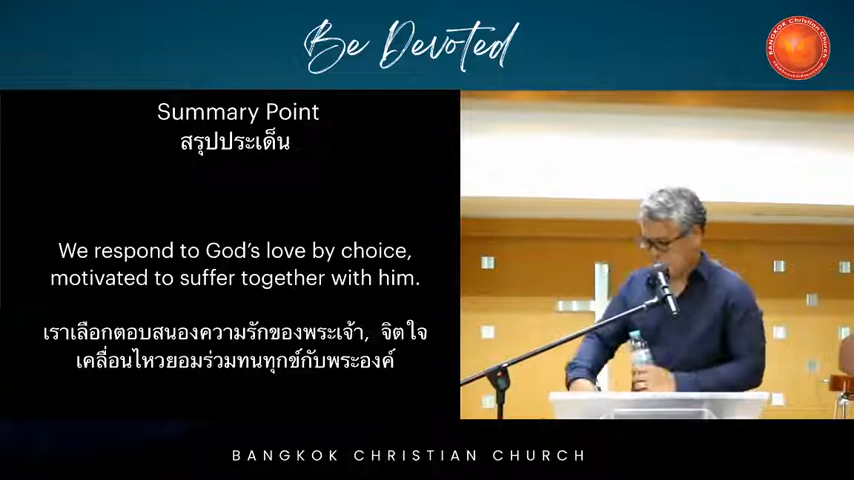 Be Devoted
BANGKOK Christian Church
Summary Point
สรุปประเด็น
We respond to God's love by choice,
motivated to suffer together with him.
เราเลือกตอบสนองความรักของพระเจ้า, จิตใจ
เคลื่อนไหวยอมร่วมทนทุกข์กับพระองค์
BANGKOK CHRISTIAN CHURCH